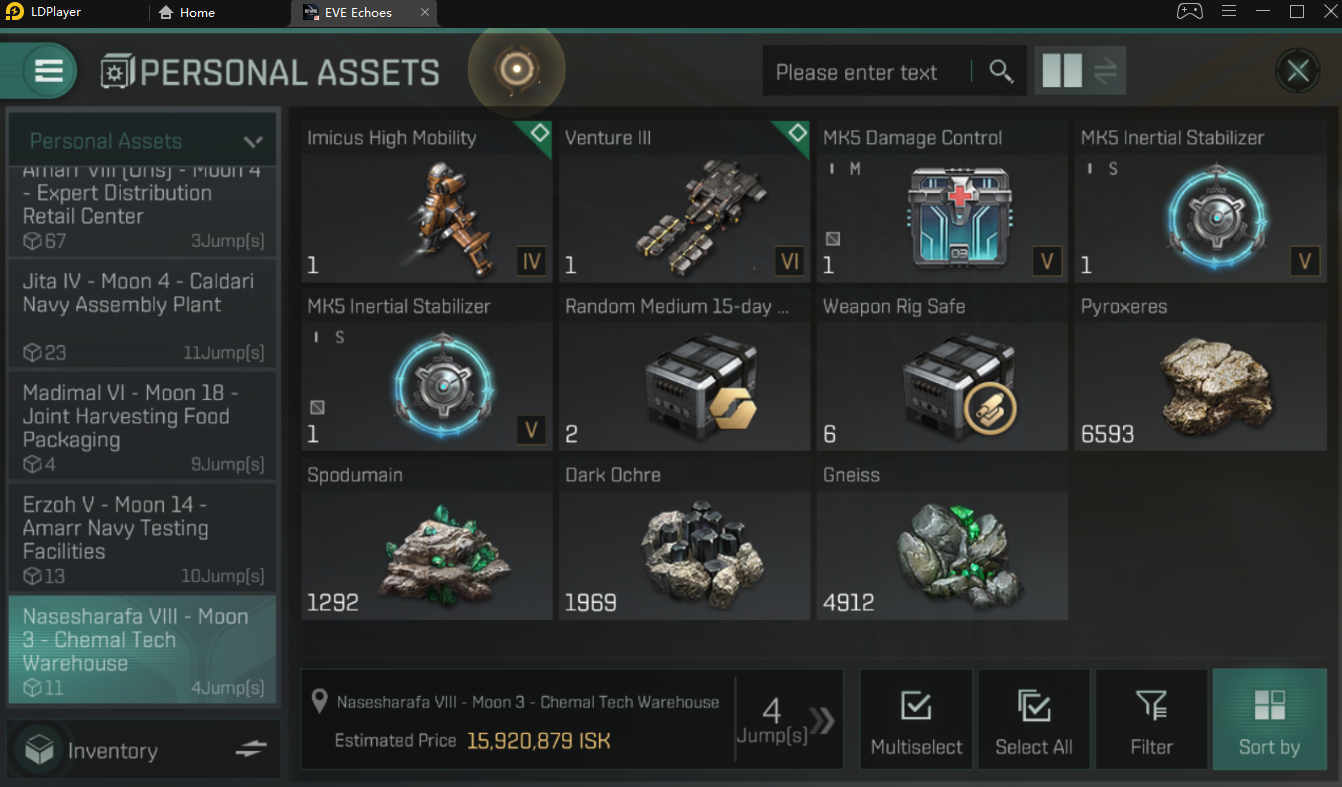 LDPlayer
Home
EVE Echoes
PERSONAL ASSETS
Please enter text
Personal Assets
Amarr VIII (Oris) - Moon 4
- Expert Distribution
Retail Center
67
3Jump(s)
Jita IV - Moon 4 - Caldari
Navy Assembly Plant
23
11Jump(s)
Madimal VI - Moon 18 -
Joint Harvesting Food
Packaging
4
9Jump(s)
Erzoh V - Moon 14 -
Amarr Navy Testing
Facilities
13
10Jump(s)
Nasesharafa VIII - Moon
3 - Chemal Tech
Warehouse
11
4Jump(s)
Inventory
Imicus High Mobility
1
IV
Venture III
1
VI
MK5 Damage Control
I M
1
V
MK5 Inertial Stabilizer
I S
1
V
MK5 Inertial Stabilizer
I S
1
V
Random Medium 15-day ...
2
Weapon Rig Safe
6
Pyroxeres
6593
Spodumain
1292
Dark Ochre
1969
Gneiss
4912
Nasesharafa VIII - Moon 3 - Chemal Tech Warehouse
Estimated Price 15,920,879 ISK
4
Jump(s)
Multiselect
Select All
Filter
Sort by